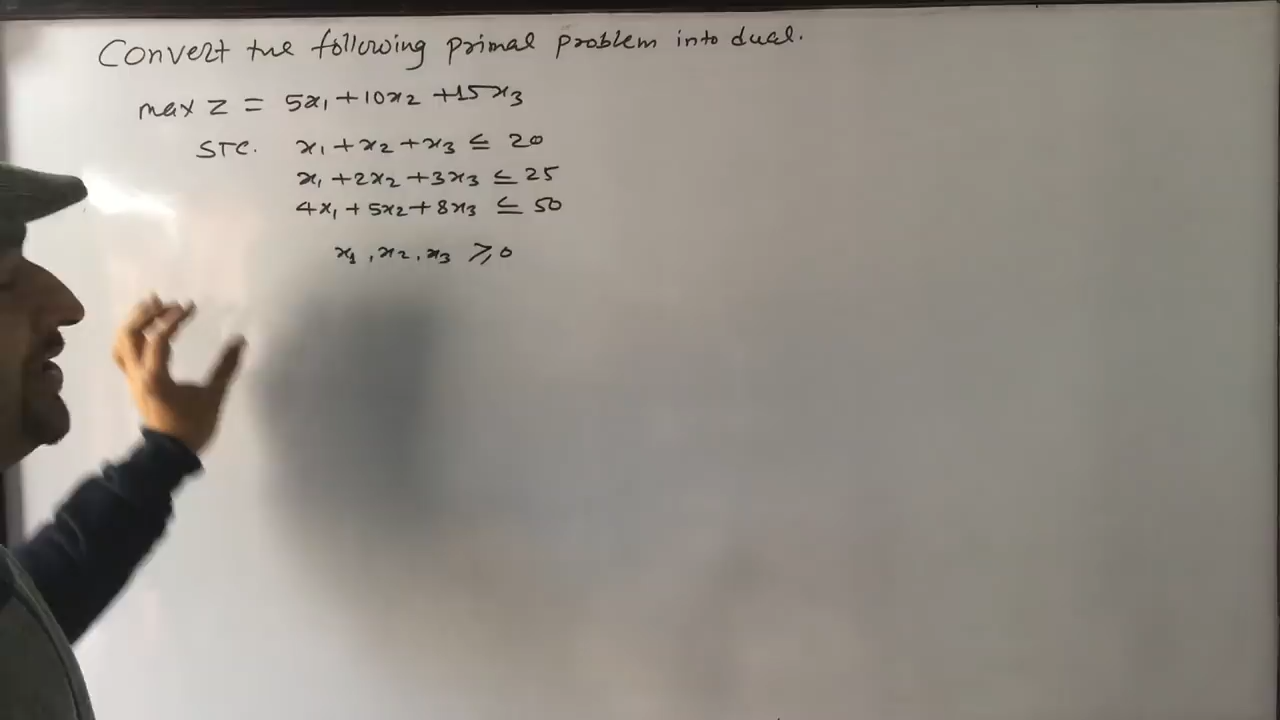 Convert the following primal problem into dual.
max z = 5x₁ + 10x₂ + 15x₃
STC. x₁ + x₂ + x₃ ≤ 20
x₁ + 2x₂ + 3x₃ ≤ 25
4x₁ + 5x₂ + 8x₃ ≤ 50
x₁, x₂, x₃ ≥ 0